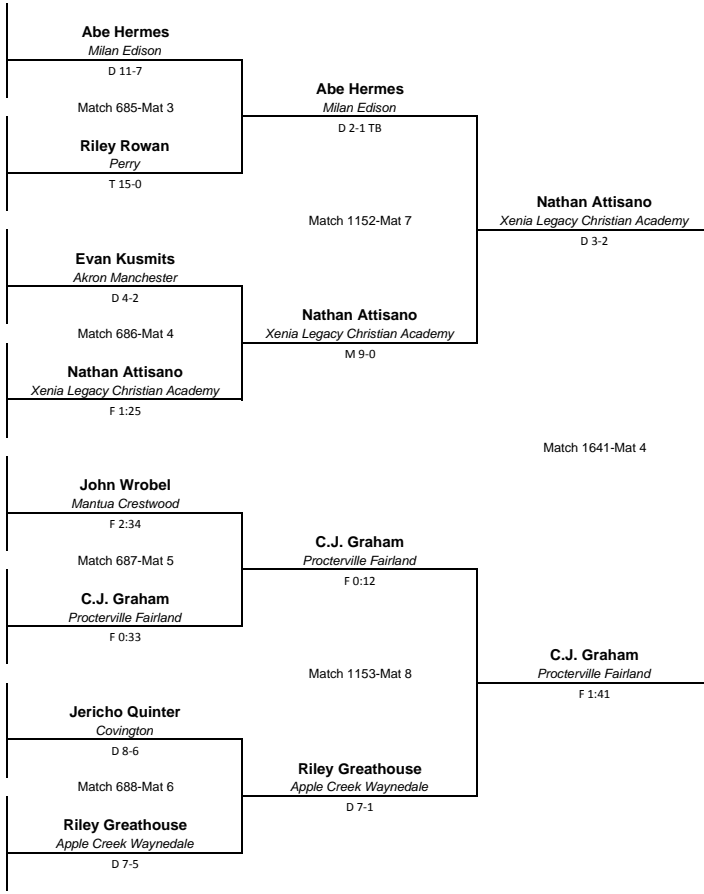 Abe Hermes
Milan Edison
D 11-7
Match 685-Mat 3
Riley Rowan
Perry
T 15-0
Evan Kusmits
Akron Manchester
D 4-2
Match 686-Mat 4
Nathan Attisano
Xenia Legacy Christian Academy
F 1:25
John Wrobel
Mantua Crestwood
F 2:34
Match 687-Mat 5
C.J. Graham
Procterville Fairland
F 0:33
Jericho Quinter
Covington
D 8-6
Match 688-Mat 6
Riley Greathouse
Apple Creek Waynedale
D 7-5
Abe Hermes
Milan Edison
D 2-1 TB
Match 1152-Mat 7
Nathan Attisano
Xenia Legacy Christian Academy
M 9-0
C.J. Graham
Procterville Fairland
F 0:12
Match 1153-Mat 8
Riley Greathouse
Apple Creek Waynedale
D 7-1
Nathan Attisano
Xenia Legacy Christian Academy
D 3-2
Match 1641-Mat 4
C.J. Graham
Procterville Fairland
F 1:41